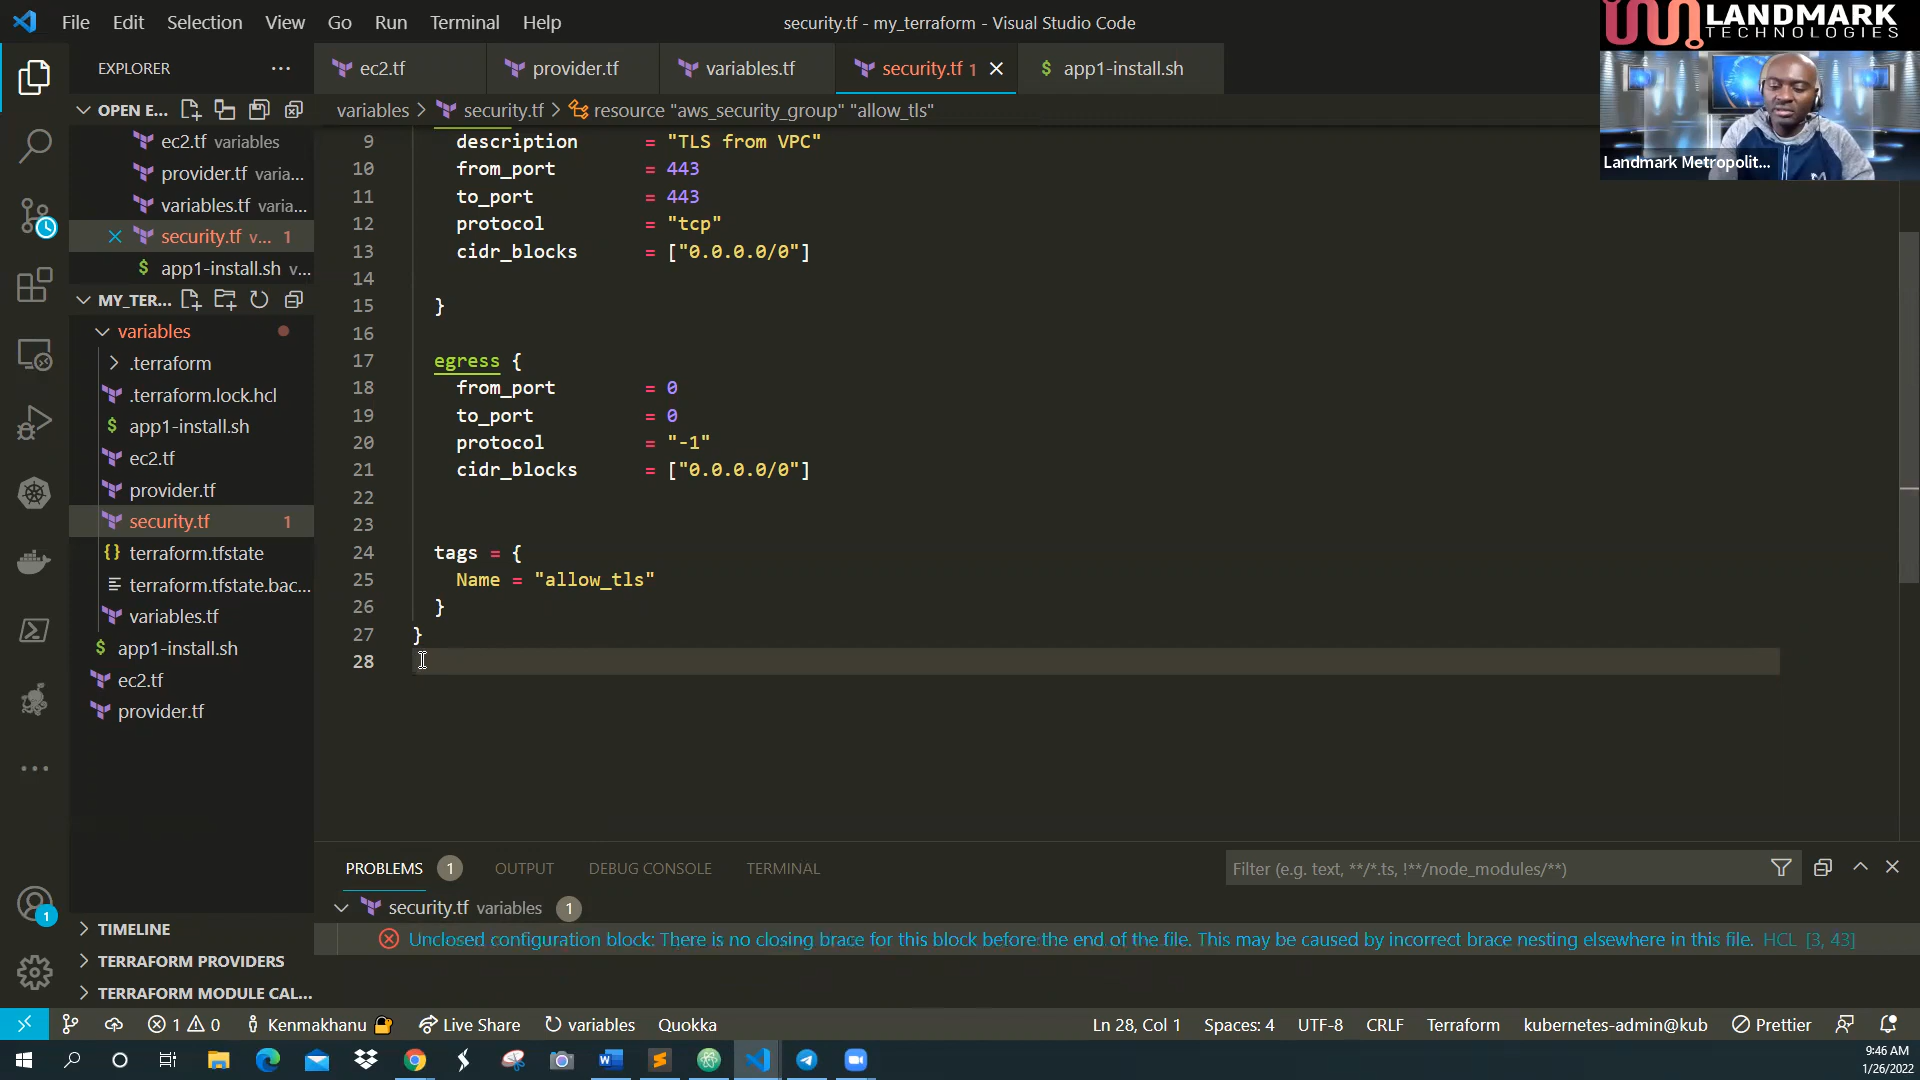 File Edit Selection View Go Run Terminal Help
security.tf - my_terraform - Visual Studio Code
LANDMARK
TECHNOLOGIES
Landmark Metropolit...
EXPLORER
ec2.tf
provider.tf
variables.tf
security.tf 1
app1-install.sh
OPEN E...
ec2.tf variables
provider.tf varia...
variables.tf varia...
security.tf v... 1
app1-install.sh v...
MY_TER...
variables
.terraform
.terraform.lock.hcl
app1-install.sh
ec2.tf
provider.tf
security.tf 1
terraform.tfstate
terraform.tfstate.bac...
variables.tf
app1-install.sh
ec2.tf
provider.tf
TIMELINE
TERRAFORM PROVIDERS
TERRAFORM MODULE CAL...
variables > security.tf > resource "aws_security_group" "allow_tls"
9 description = "TLS from VPC"
10 from_port = 443
11 to_port = 443
12 protocol = "tcp"
13 cidr_blocks = ["0.0.0.0/0"]
14
15 }
16
17 egress {
18 from_port = 0
19 to_port = 0
20 protocol = "-1"
21 cidr_blocks = ["0.0.0.0/0"]
22
23
24 tags = {
25 Name = "allow_tls"
26 }
27 }
28
PROBLEMS 1 OUTPUT DEBUG CONSOLE TERMINAL
Filter (e.g. text, **/*.ts, !**/node_modules/**)
security.tf variables 1
Unclosed configuration block: There is no closing brace for this block before the end of the file. This may be caused by incorrect brace nesting elsewhere in this file. HCL [3, 43]
1
1 0 Kenmakhanu Live Share variables Quokka Ln 28, Col 1 Spaces: 4 UTF-8 CRLF Terraform kubernetes-admin@kub Prettier
9:46 AM
1/26/2022